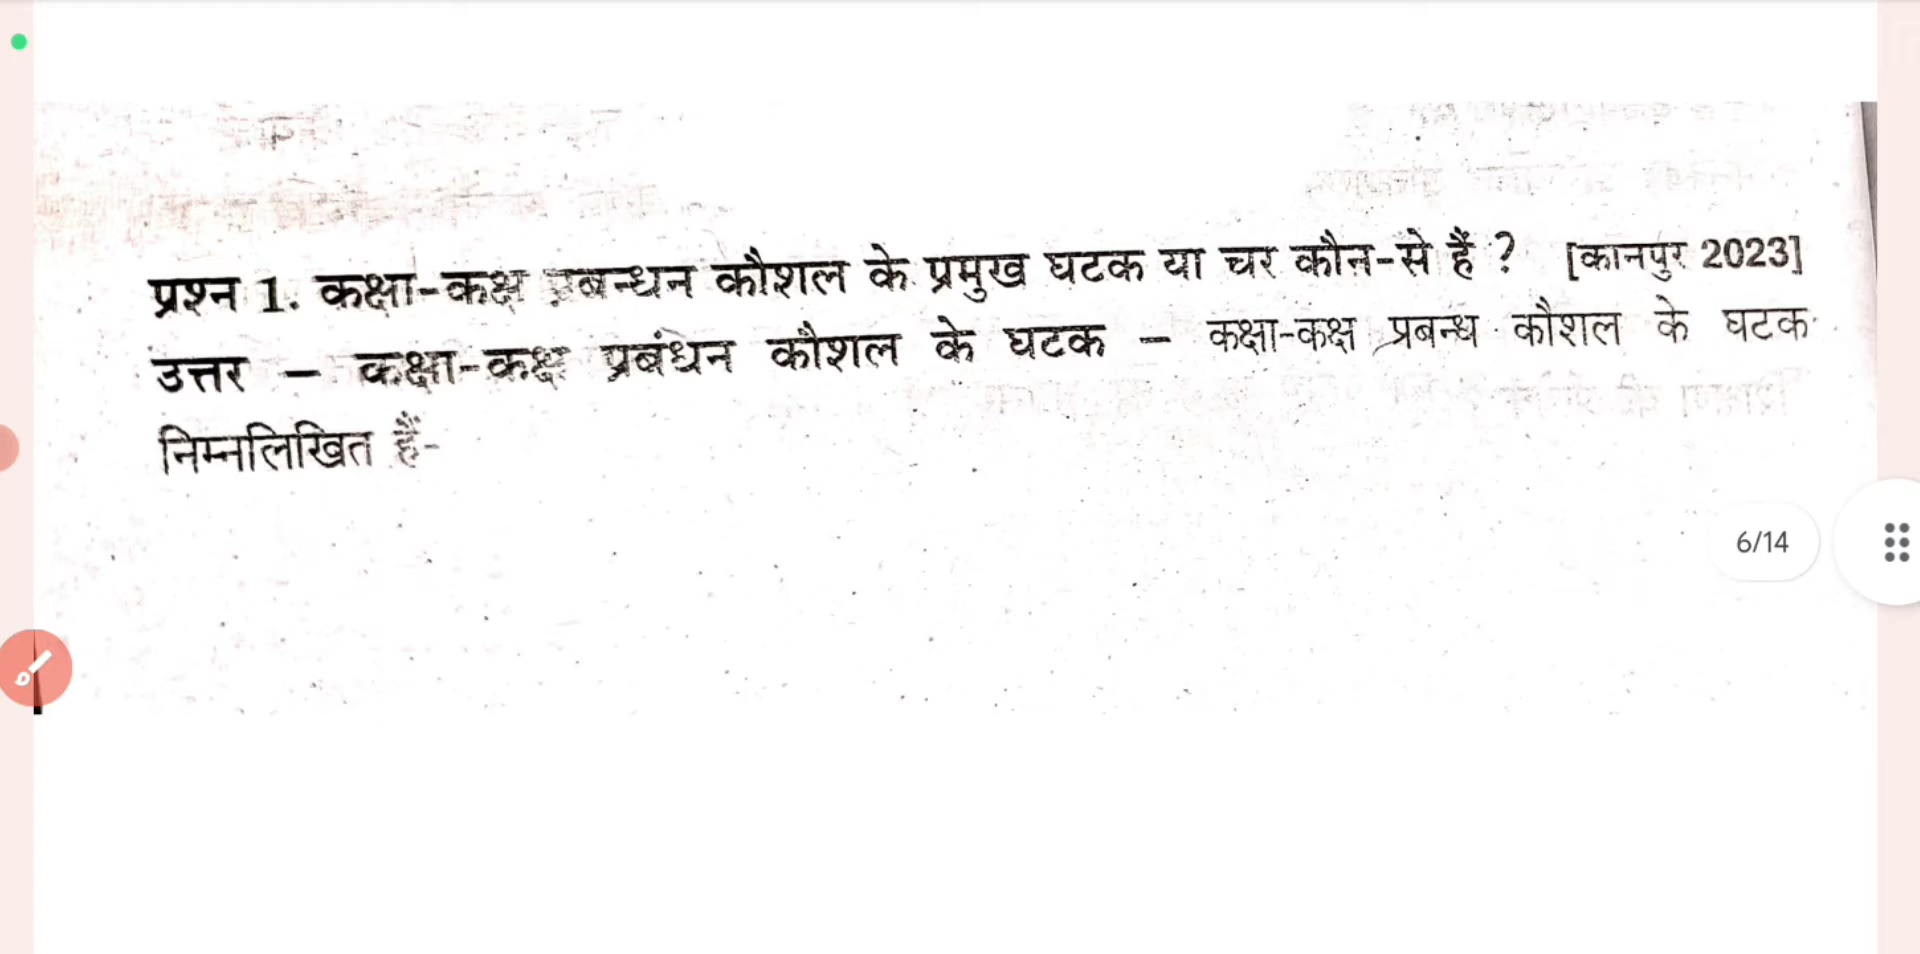 प्रश्न 1. कक्षा-कक्ष प्रबन्धन कौशल के प्रमुख घटक या चर कौन-से हैं ? [कानपुर 2023]
उत्तर – कक्षा-कक्ष प्रबंधन कौशल के घटक – कक्षा-कक्ष प्रबन्ध कौशल के घटक
निम्नलिखित हैं-
6/14